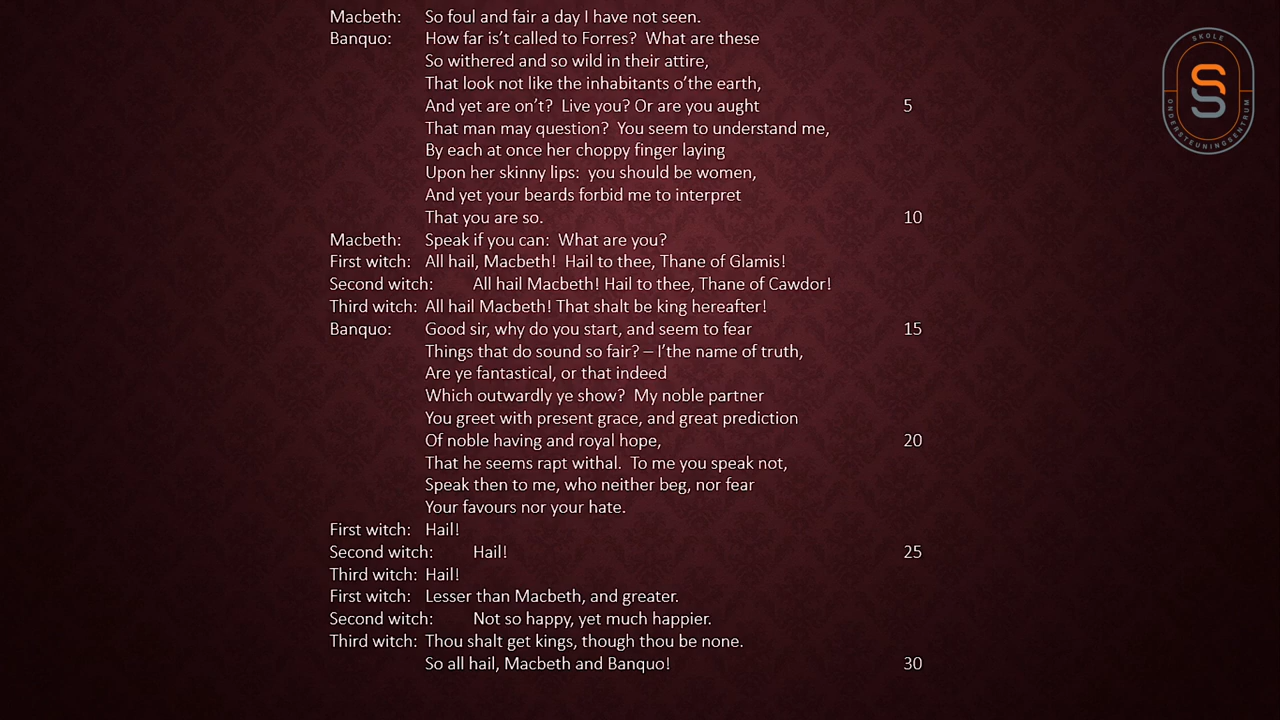 Macbeth: So foul and fair a day I have not seen.
Banquo: How far is’t called to Forres?  What are these
So withered and so wild in their attire,
That look not like the inhabitants o’the earth,
And yet are on’t?  Live you? Or are you aught 5
That man may question?  You seem to understand me,
By each at once her choppy finger laying
Upon her skinny lips:  you should be women,
And yet your beards forbid me to interpret
That you are so. 10
Macbeth: Speak if you can:  What are you?
First witch: All hail, Macbeth!  Hail to thee, Thane of Glamis!
Second witch: All hail Macbeth! Hail to thee, Thane of Cawdor!
Third witch: All hail Macbeth! That shalt be king hereafter!
Banquo: Good sir, why do you start, and seem to fear 15
Things that do sound so fair? – I’the name of truth,
Are ye fantastical, or that indeed
Which outwardly ye show?  My noble partner
You greet with present grace, and great prediction
Of noble having and royal hope, 20
That he seems rapt withal.  To me you speak not,
Speak then to me, who neither beg, nor fear
Your favours nor your hate.
First witch: Hail!
Second witch: Hail! 25
Third witch: Hail!
First witch: Lesser than Macbeth, and greater.
Second witch: Not so happy, yet much happier.
Third witch: Thou shalt get kings, though thou be none.
So all hail, Macbeth and Banquo! 30
SKOLE
SS
ONDERSTEUNINGSENTRUM